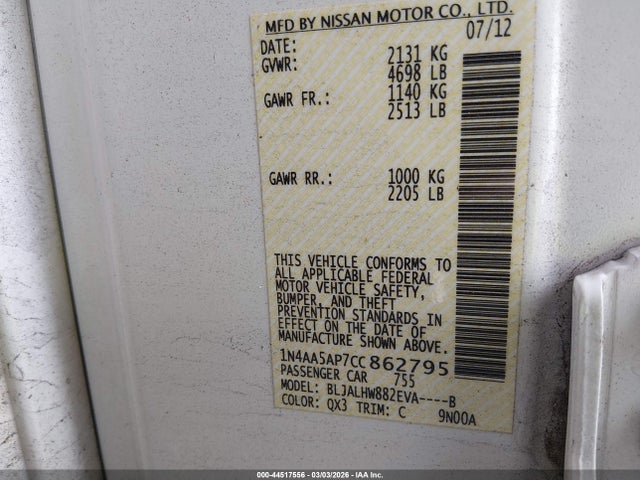 MFD BY NISSAN MOTOR CO., LTD.
DATE: 07/12
GVWR: 2131 KG
4698 LB
GAWR FR.: 1140 KG
2513 LB
GAWR RR.: 1000 KG
2205 LB
THIS VEHICLE CONFORMS TO
ALL APPLICABLE FEDERAL
MOTOR VEHICLE SAFETY,
BUMPER, AND THEFT
PREVENTION STANDARDS IN
EFFECT ON THE DATE OF
MANUFACTURE SHOWN ABOVE.
1N4AA5AP7CC862795
PASSENGER CAR 755
MODEL: BLJALHW882EVA----B
COLOR: QX3 TRIM: C 9N00A
000-44517556 - 03/03/2026 - IAA Inc.